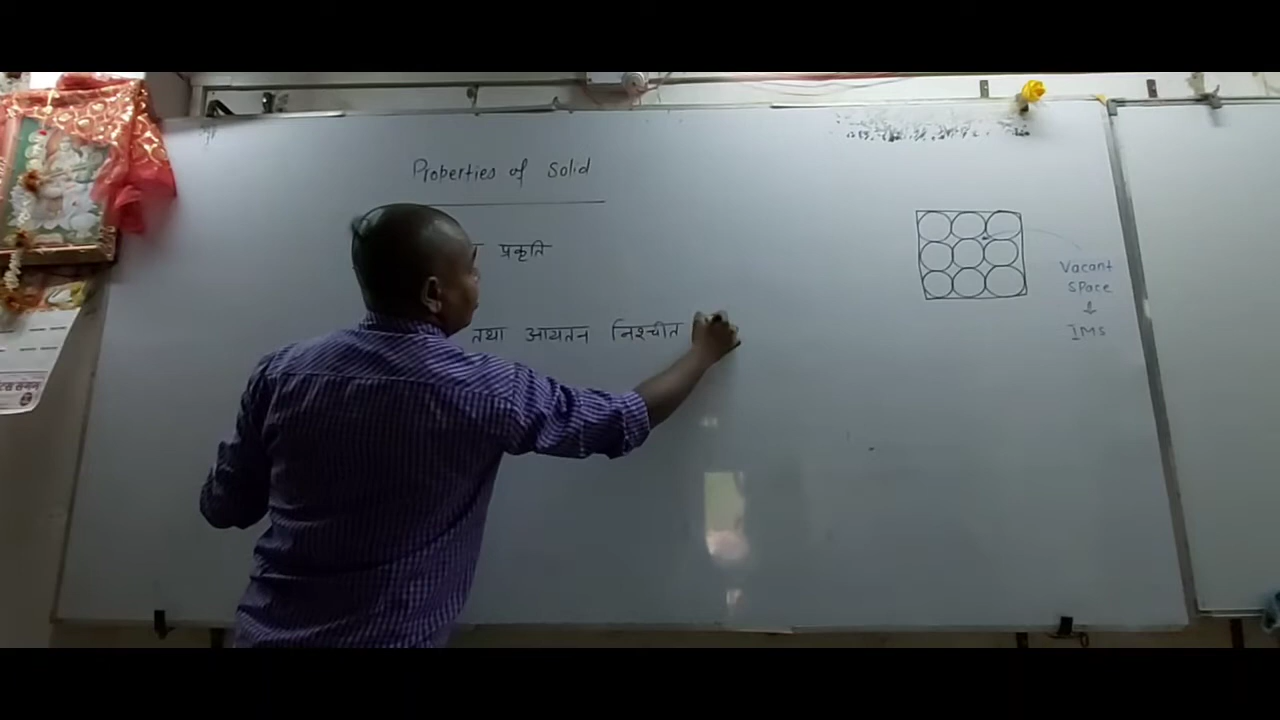 Properties of Solid
प्रकृति
तथा आयतन निश्चीत
Vacant
space
⇓
IMS